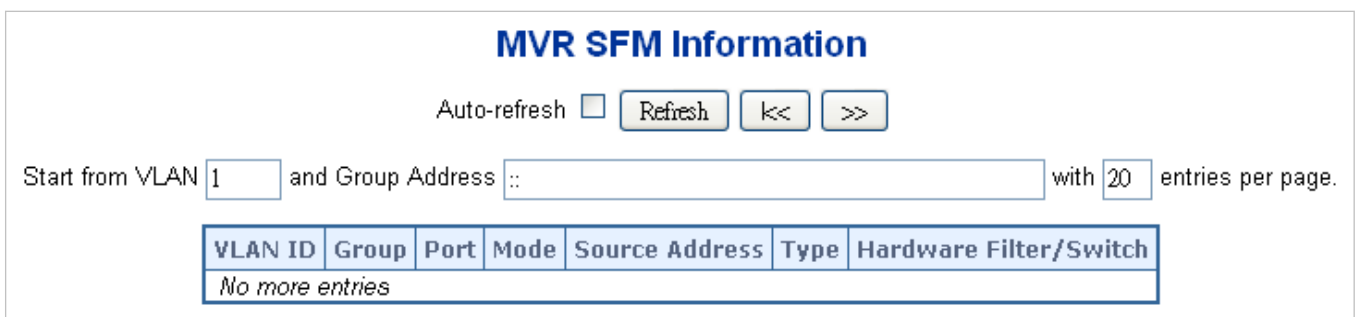 MVR SFM Information
Auto-refresh Refresh |<< >>
Start from VLAN 1 and Group Address :: with 20 entries per page.
VLAN ID Group Port Mode Source Address Type Hardware Filter/Switch
No more entries